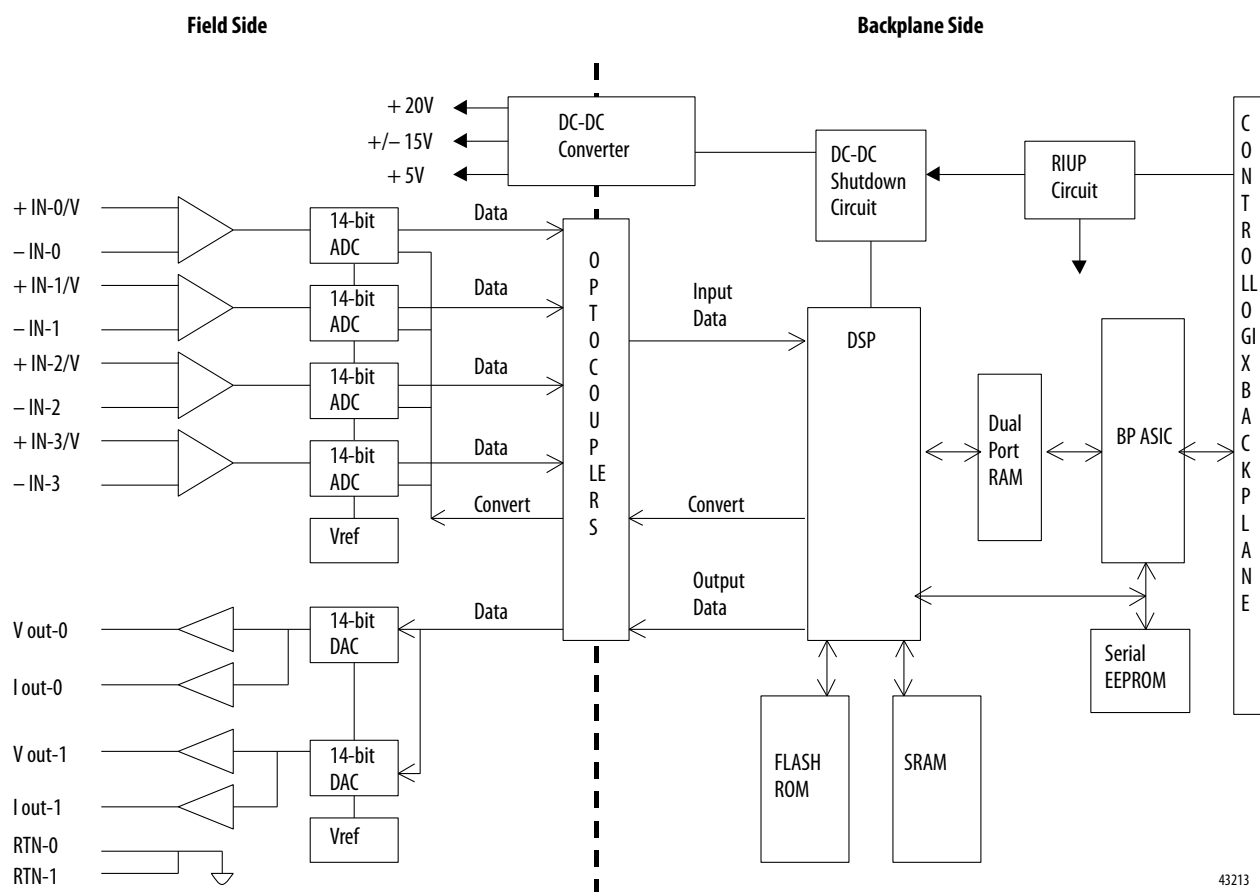 Field Side
Backplane Side
+ 20V
+/– 15V
+ 5V
DC-DC
Converter
DC-DC
Shutdown
Circuit
RIUP
Circuit
CONTROLLOGIXBACKPLANE
+ IN-0/V
– IN-0
+ IN-1/V
– IN-1
+ IN-2/V
– IN-2
+ IN-3/V
– IN-3
14-bit
ADC
14-bit
ADC
14-bit
ADC
14-bit
ADC
Vref
Data
Data
Data
Data
Convert
OPTOCOUPLERS
Input
Data
Convert
Output
Data
DSP
Dual
Port
RAM
BP ASIC
Serial
EEPROM
FLASH
ROM
SRAM
Data
V out-0
I out-0
V out-1
I out-1
RTN-0
RTN-1
14-bit
DAC
14-bit
DAC
Vref
43213